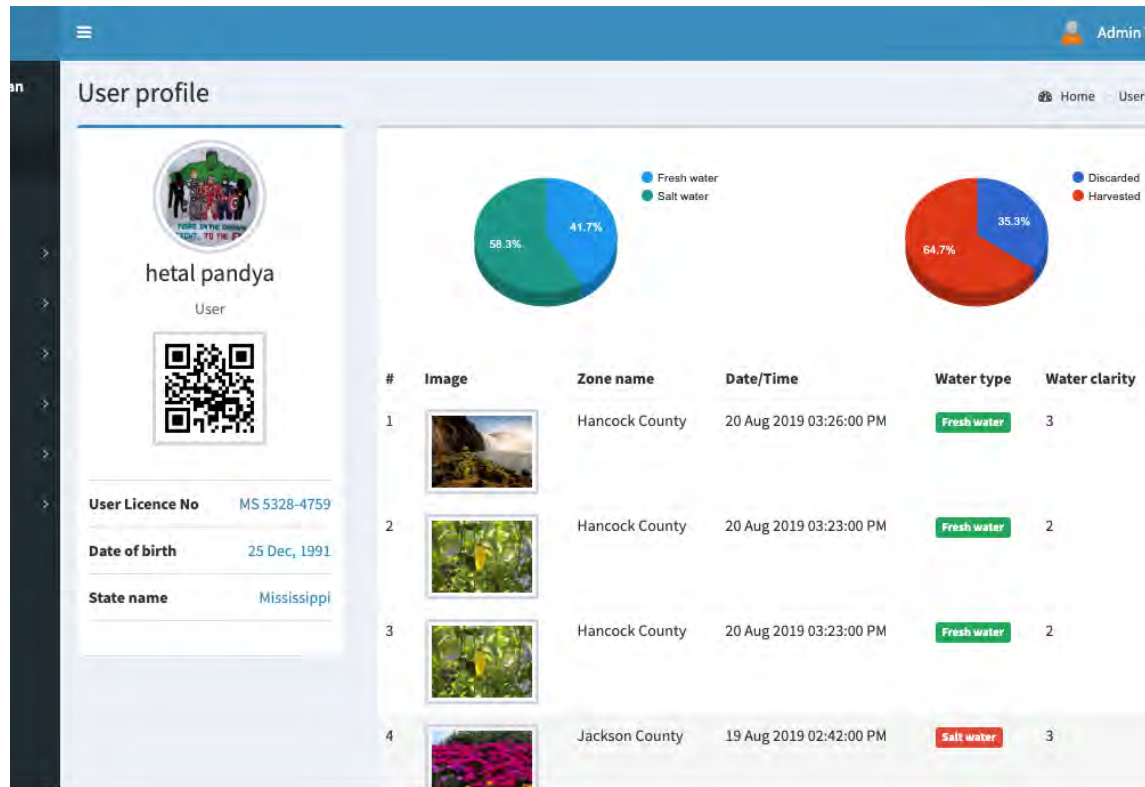 an
Admin
User profile
Home User
Fresh water
Salt water
41.7%
58.3%
Discarded
Harvested
35.3%
64.7%
hetal pandya
User
User Licence No MS 5328-4759
Date of birth 25 Dec, 1991
State name Mississippi
# Image Zone name Date/Time Water type Water clarity
1 Hancock County 20 Aug 2019 03:26:00 PM Fresh water 3
2 Hancock County 20 Aug 2019 03:23:00 PM Fresh water 2
3 Hancock County 20 Aug 2019 03:23:00 PM Fresh water 2
4 Jackson County 19 Aug 2019 02:42:00 PM Salt water 3